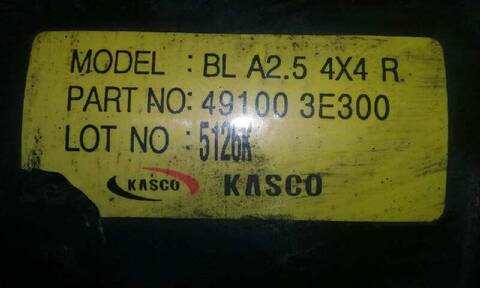 MODEL : BL A2.5 4X4 R
PART NO: 49100 3E300
LOT NO : 5126K
KASCO KASCO